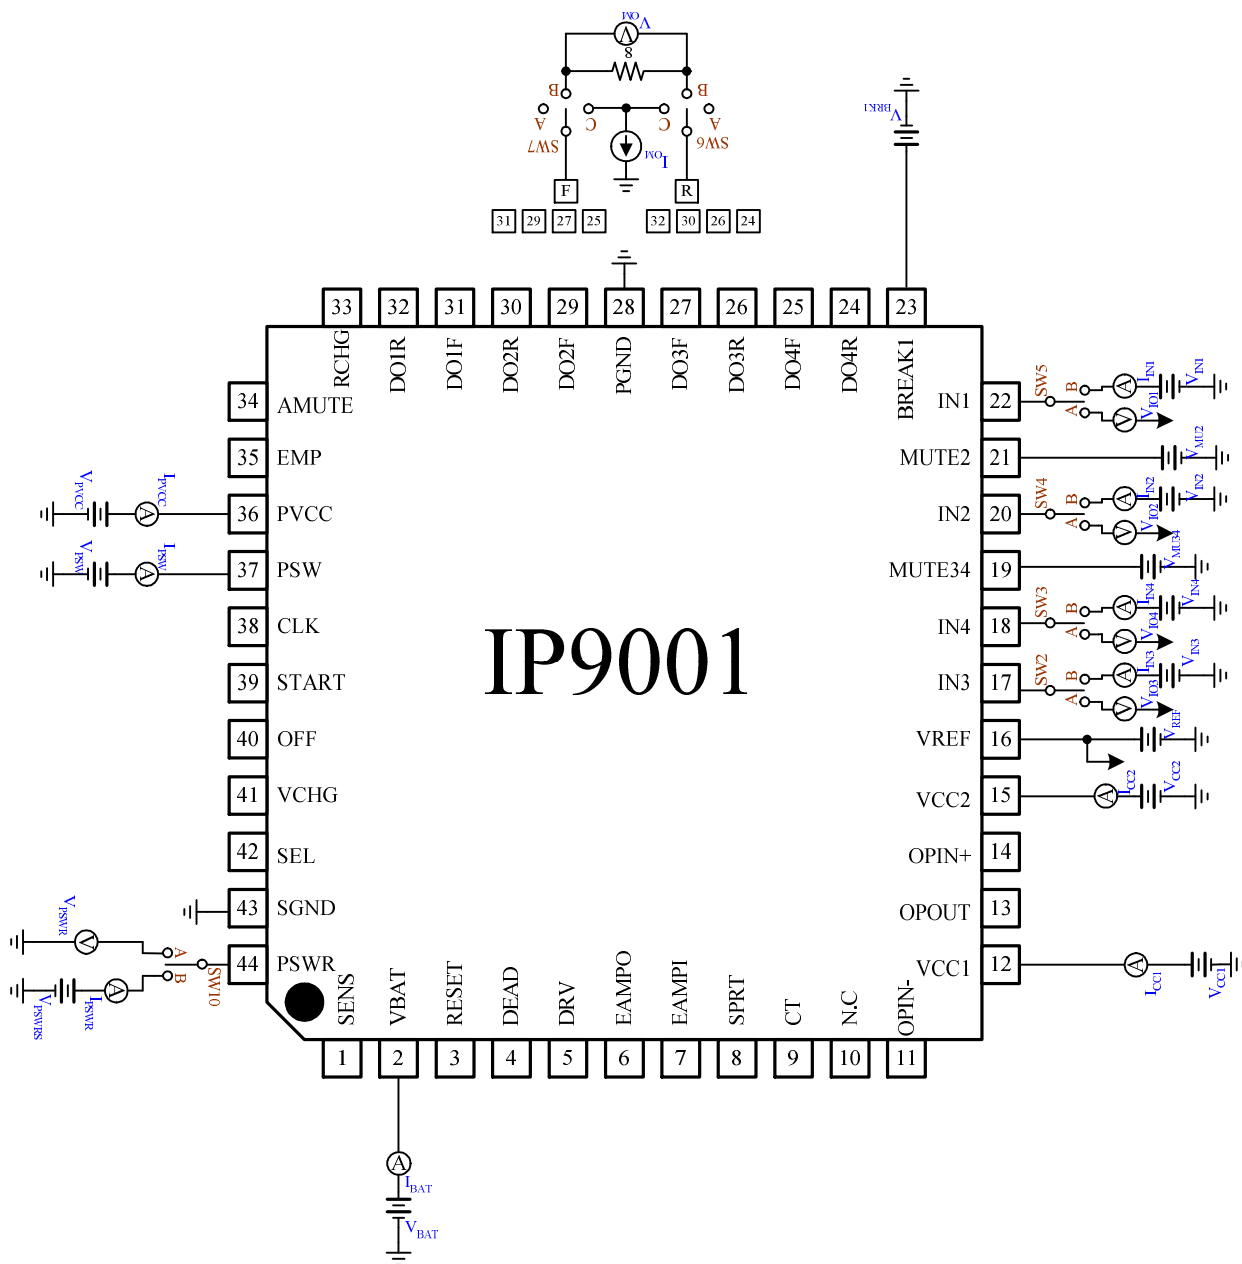 VOM
V
8
B B
A C C A
SW7 SW6
IOM
F R
31 29 27 25 32 30 26 24
VBRK1
33 32 31 30 29 28 27 26 25 24 23
RCHG DO1R DO1F DO2R DO2F PGND DO3F DO3R DO4F DO4R BREAK1
34 AMUTE
35 EMP
VPVCC IPVCC A 36 PVCC
VPSW IPSW A 37 PSW
38 CLK
39 START
40 OFF
41 VCHG
42 SEL
43 SGND
VPSWR V A SW10 44 PSWR
VPSWRS IPSWR A B
IP9001
IN1 22 SW5 B A IIN1 VIN1
A V VIO1
MUTE2 21 VMU2
IN2 20 SW4 B A IIN2 VIN2
A V VIO2
MUTE34 19 VMU34
IN4 18 SW3 B A IIN4 VIN4
A V VIO4
IN3 17 SW2 B A IIN3 VIN3
A V VIO3
VREF 16 VREF
VCC2 15 A ICC2 VCC2
OPIN+ 14
OPOUT 13
VCC1 12 A ICC1 VCC1
SENS VBAT RESET DEAD DRV EAMPO EAMPI SPRT CT N.C OPIN-
1 2 3 4 5 6 7 8 9 10 11
A
IBAT
VBAT